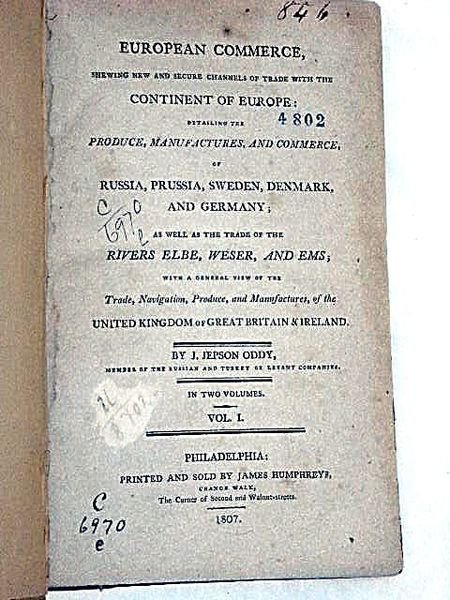 846
EUROPEAN COMMERCE,
SHEWING NEW AND SECURE CHANNELS OF TRADE WITH THE
CONTINENT OF EUROPE:
4802
DETAILING THE
PRODUCE, MANUFACTURES, AND COMMERCE,
OF
RUSSIA, PRUSSIA, SWEDEN, DENMARK,
AND GERMANY;
C
6970
AS WELL AS THE TRADE OF THE
RIVERS ELBE, WESER, AND EMS;
WITH A GENERAL VIEW OF THE
Trade, Navigation, Produce, and Manufactures, of the
UNITED KINGDOM OF GREAT BRITAIN & IRELAND.
BY J. JEPSON ODDY,
MEMBER OF THE RUSSIAN AND TURKEY OR LEVANT COMPANIES.
IN TWO VOLUMES.
VOL. I.
PHILADELPHIA:
PRINTED AND SOLD BY JAMES HUMPHREYS,
CHANGE WALK,
The Corner of Second and Walnut-streets.
1807.
C
6970
e